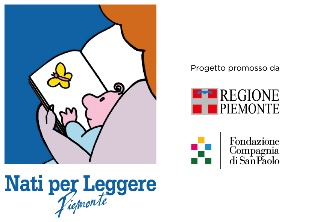 Nati per Leggere
Piemonte
Progetto promosso da
REGIONE
PIEMONTE
Fondazione
Compagnia
di San Paolo